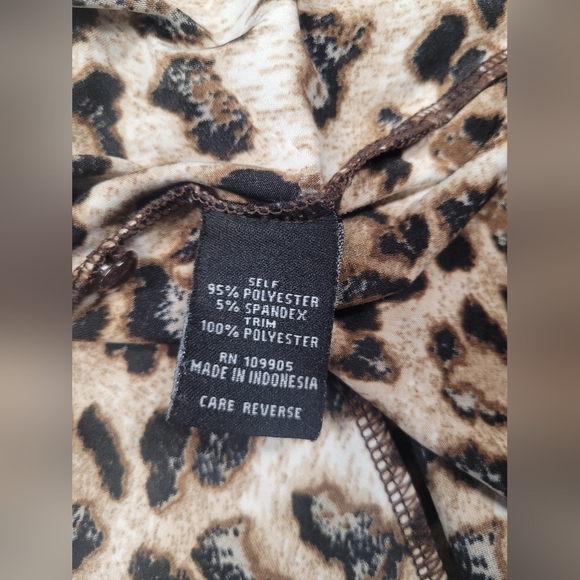 SELF
95% POLYESTER
5% SPANDEX
TRIM
100% POLYESTER
RN 109905
MADE IN INDONESIA
CARE REVERSE